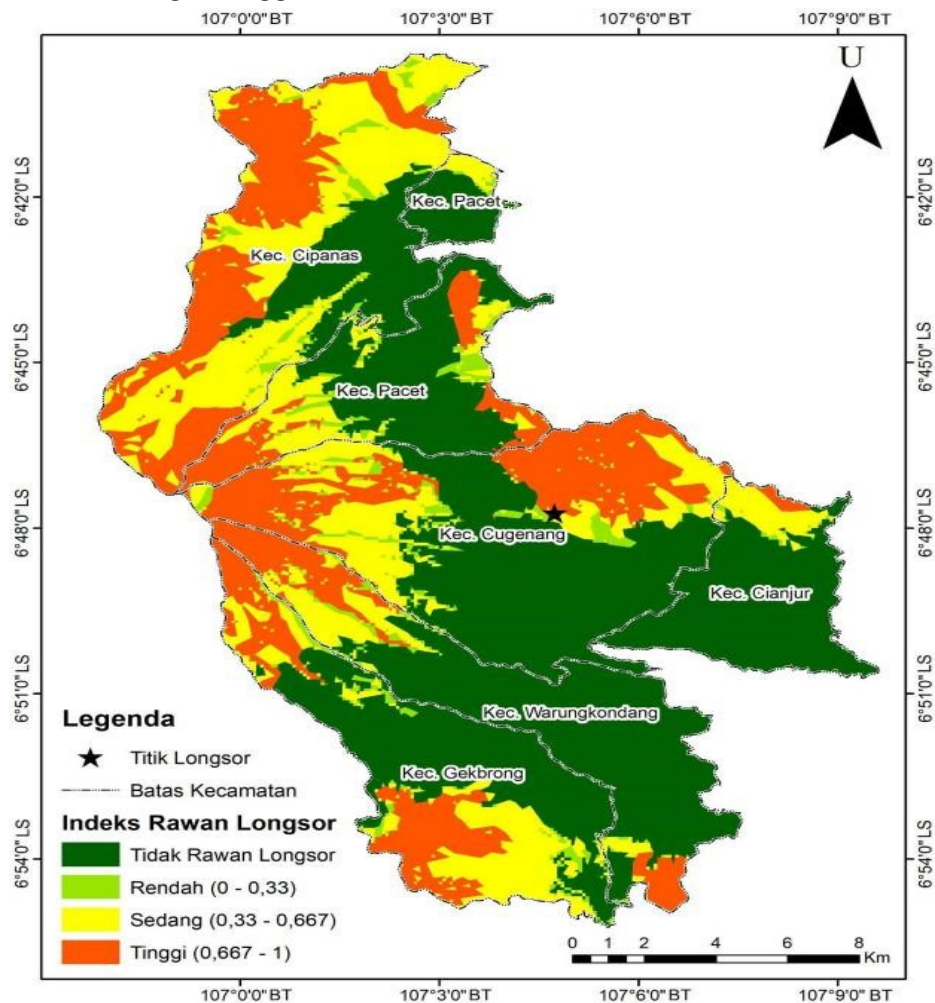 107°0'0"BT 107°3'0"BT 107°6'0"BT 107°9'0"BT
U
6°42'0"LS 6°42'0"LS
Kec. Pacet
Kec. Cipanas
6°45'0"LS 6°45'0"LS
Kec. Pacet
6°48'0"LS 6°48'0"LS
Kec. Cugenang
Kec. Cianjur
6°51'0"LS 6°51'0"LS
Kec. Warungkondang
Kec. Gekbrong
6°54'0"LS 6°54'0"LS
Legenda
Titik Longsor
Batas Kecamatan
Indeks Rawan Longsor
Tidak Rawan Longsor
Rendah (0 - 0,33)
Sedang (0,33 - 0,667)
Tinggi (0,667 - 1)
0 1 2 4 6 8
Km
107°0'0"BT 107°3'0"BT 107°6'0"BT 107°9'0"BT